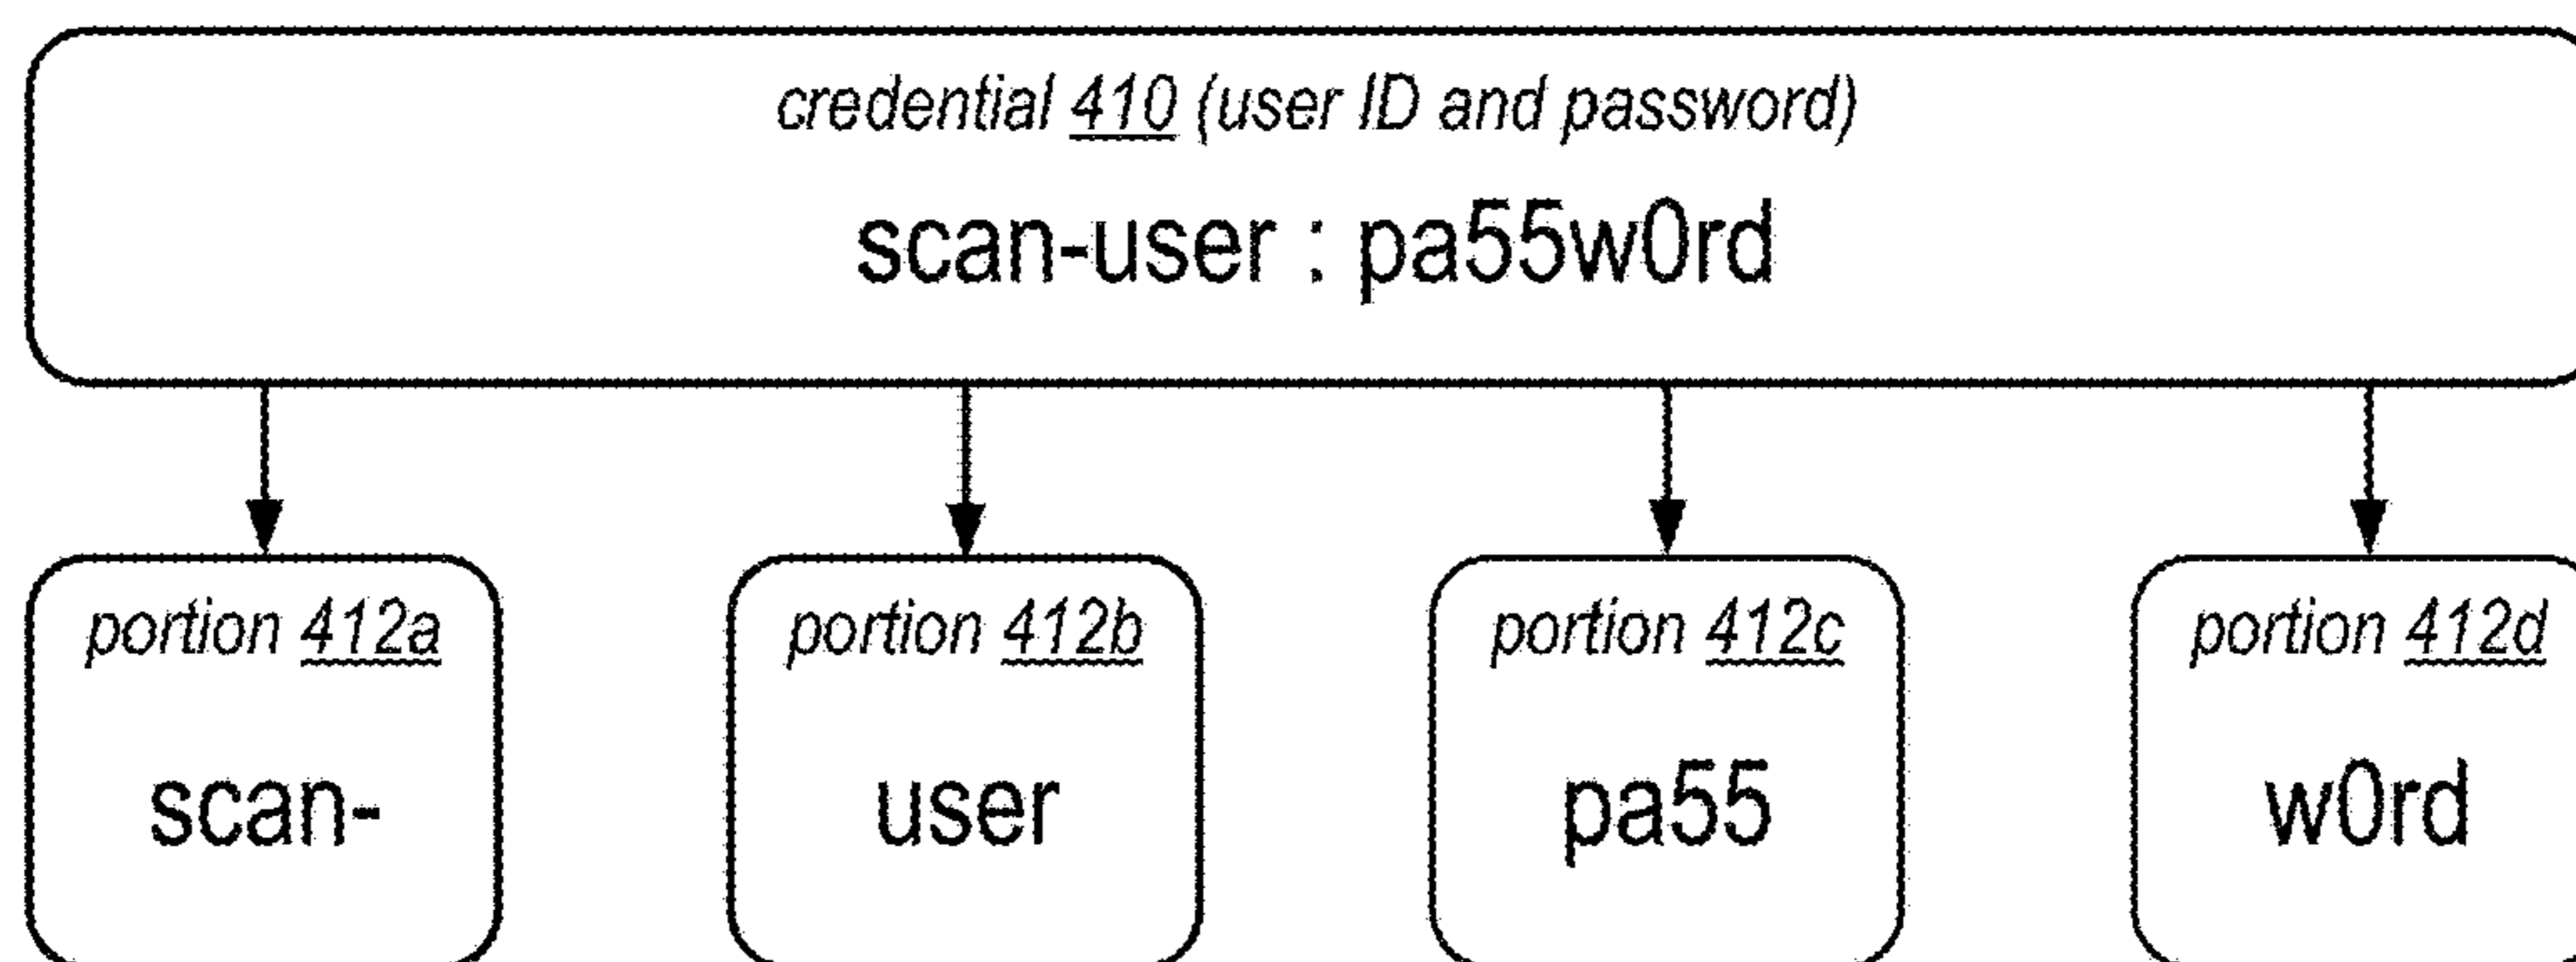 credential 410 (user ID and password)
scan-user : pa55w0rd
portion 412a
scan-
portion 412b
user
portion 412c
pa55
portion 412d
w0rd